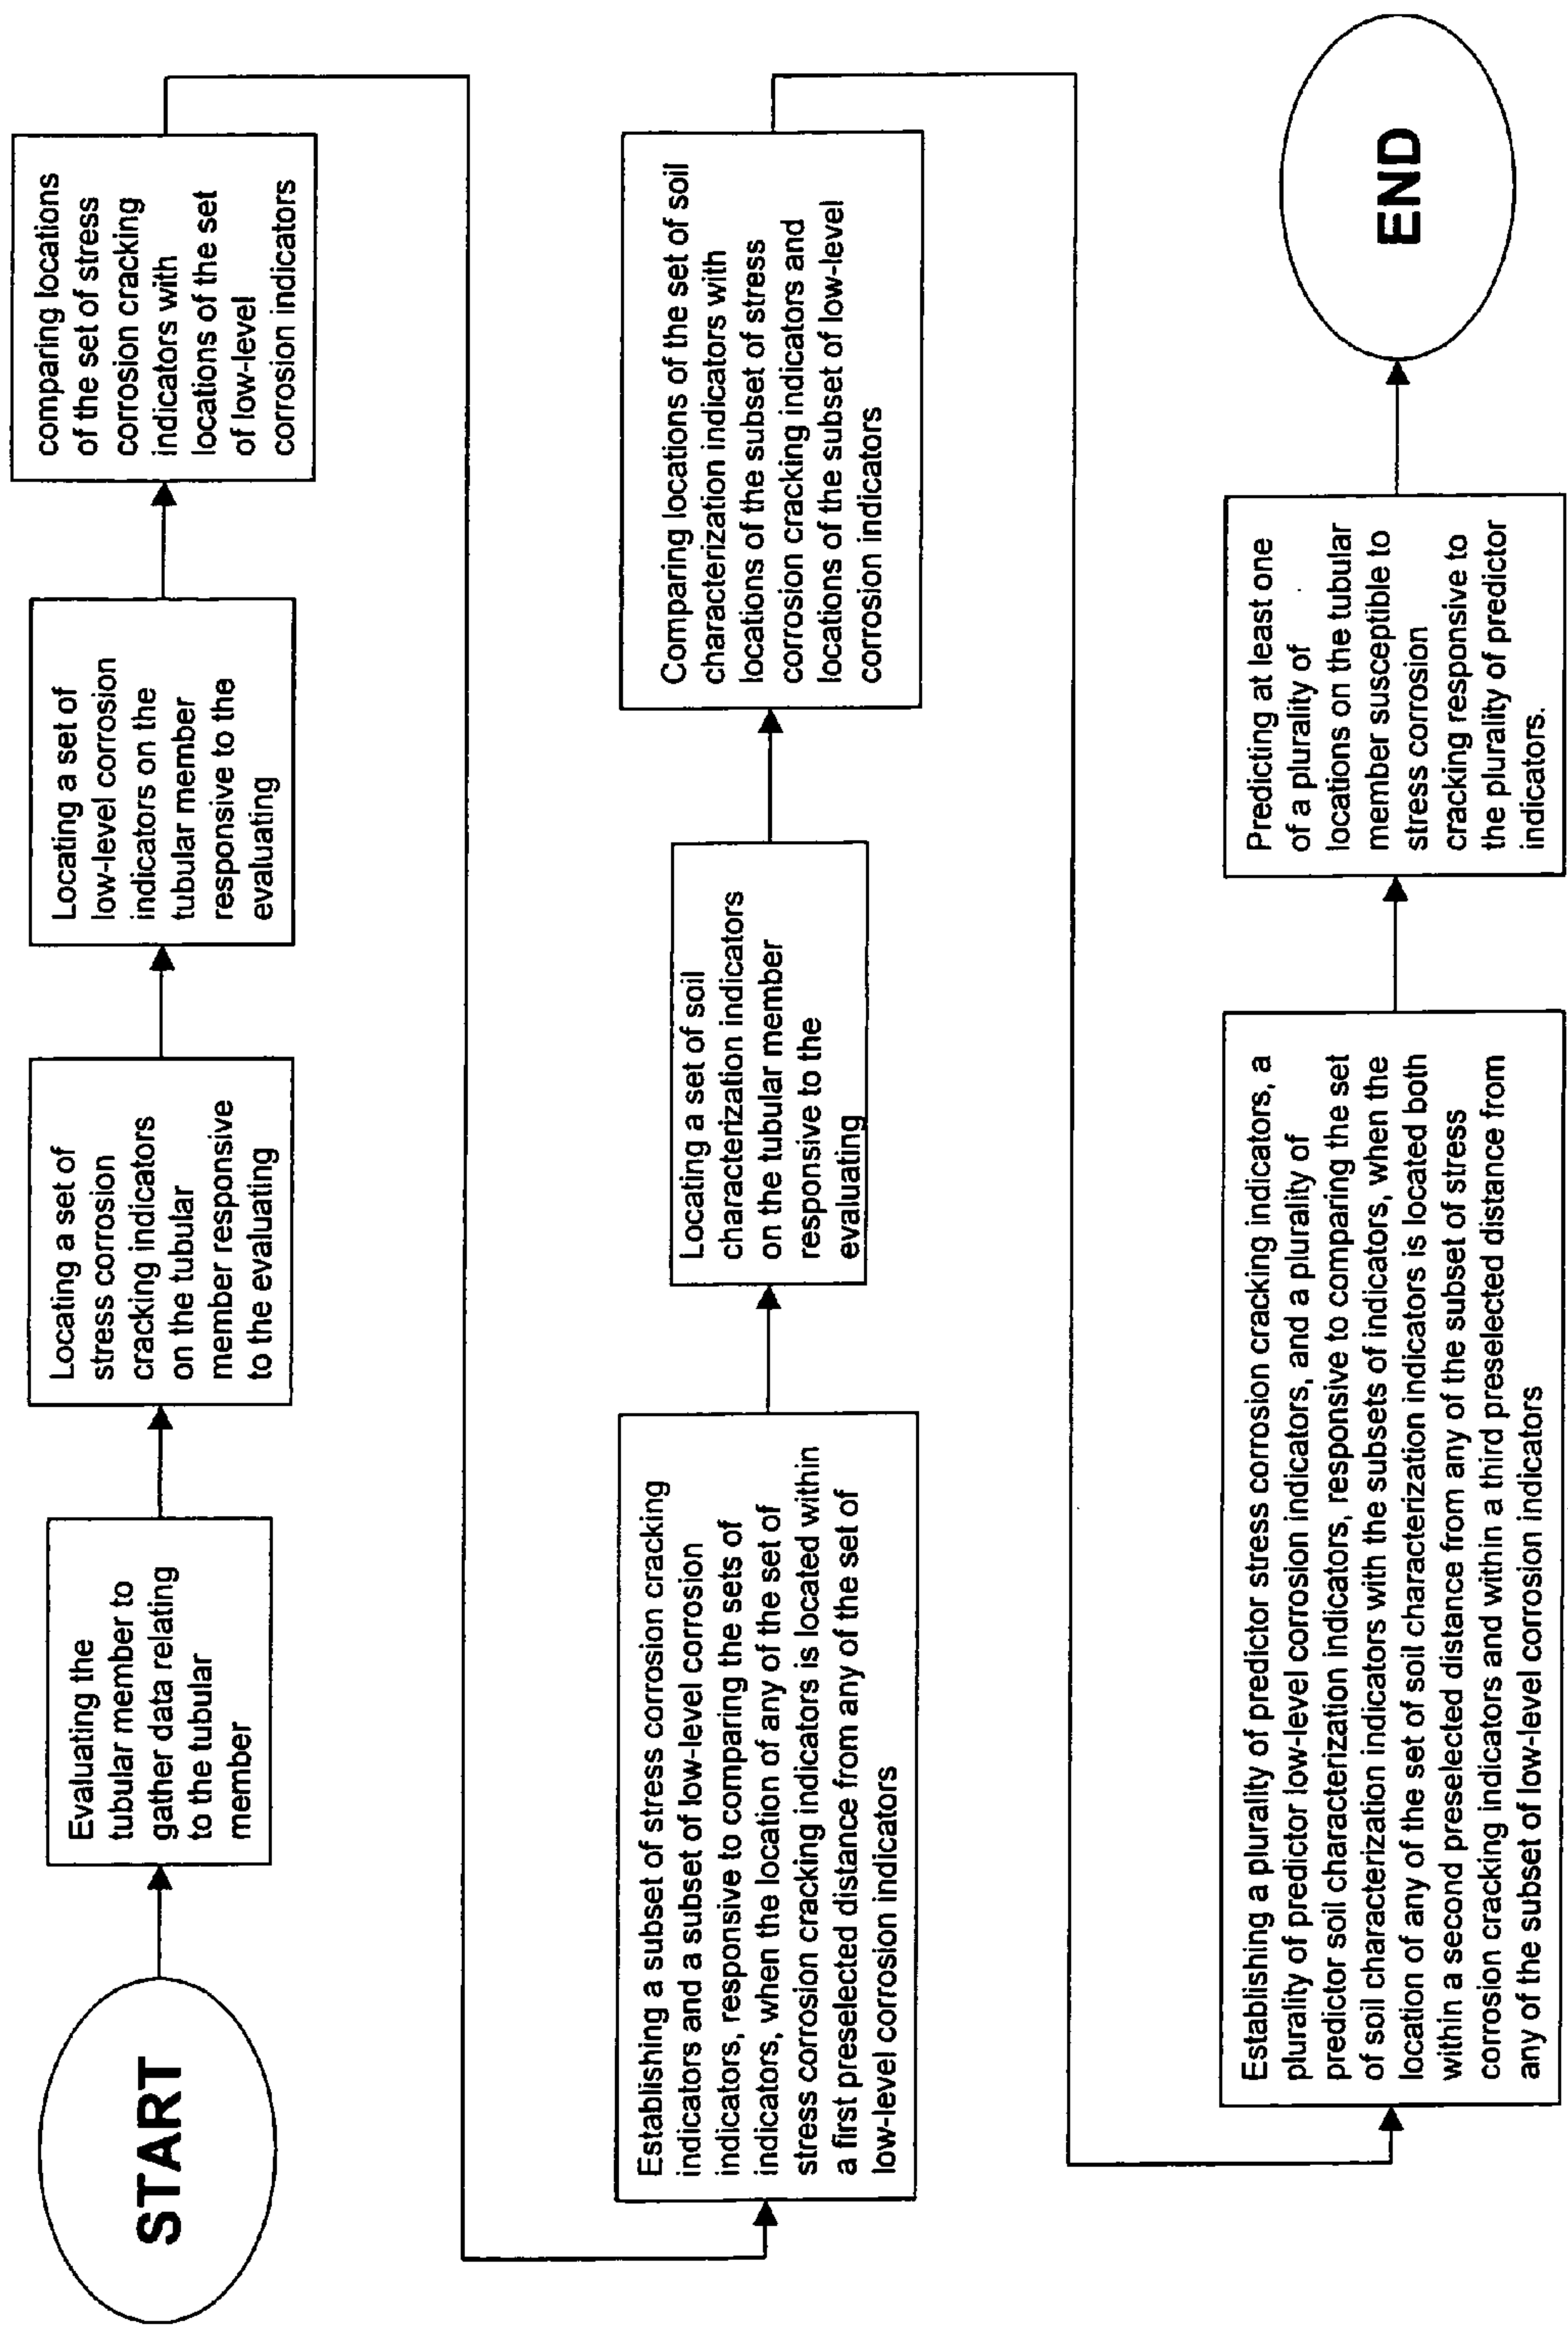 START
Evaluating the
tubular member to
gather data relating
to the tubular
member
Locating a set of
stress corrosion
cracking indicators
on the tubular
member responsive
to the evaluating
Locating a set of
low-level corrosion
indicators on the
tubular member
responsive to the
evaluating
comparing locations
of the set of stress
corrosion cracking
indicators with
locations of the set
of low-level
corrosion indicators
Establishing a subset of stress corrosion cracking
indicators and a subset of low-level corrosion
indicators, responsive to comparing the sets of
indicators, when the location of any of the set of
stress corrosion cracking indicators is located within
a first preselected distance from any of the set of
low-level corrosion indicators
Locating a set of soil
characterization indicators
on the tubular member
responsive to the
evaluating
Comparing locations of the set of soil
characterization indicators with
locations of the subset of stress
corrosion cracking indicators and
locations of the subset of low-level
corrosion indicators
Establishing a plurality of predictor stress corrosion cracking indicators, a
plurality of predictor low-level corrosion indicators, and a plurality of
predictor soil characterization indicators, responsive to comparing the set
of soil characterization indicators with the subsets of indicators, when the
location of any of the set of soil characterization indicators is located both
within a second preselected distance from any of the subset of stress
corrosion cracking indicators and within a third preselected distance from
any of the subset of low-level corrosion indicators
Predicting at least one
of a plurality of
locations on the tubular
member susceptible to
stress corrosion
cracking responsive to
the plurality of predictor
indicators.
END